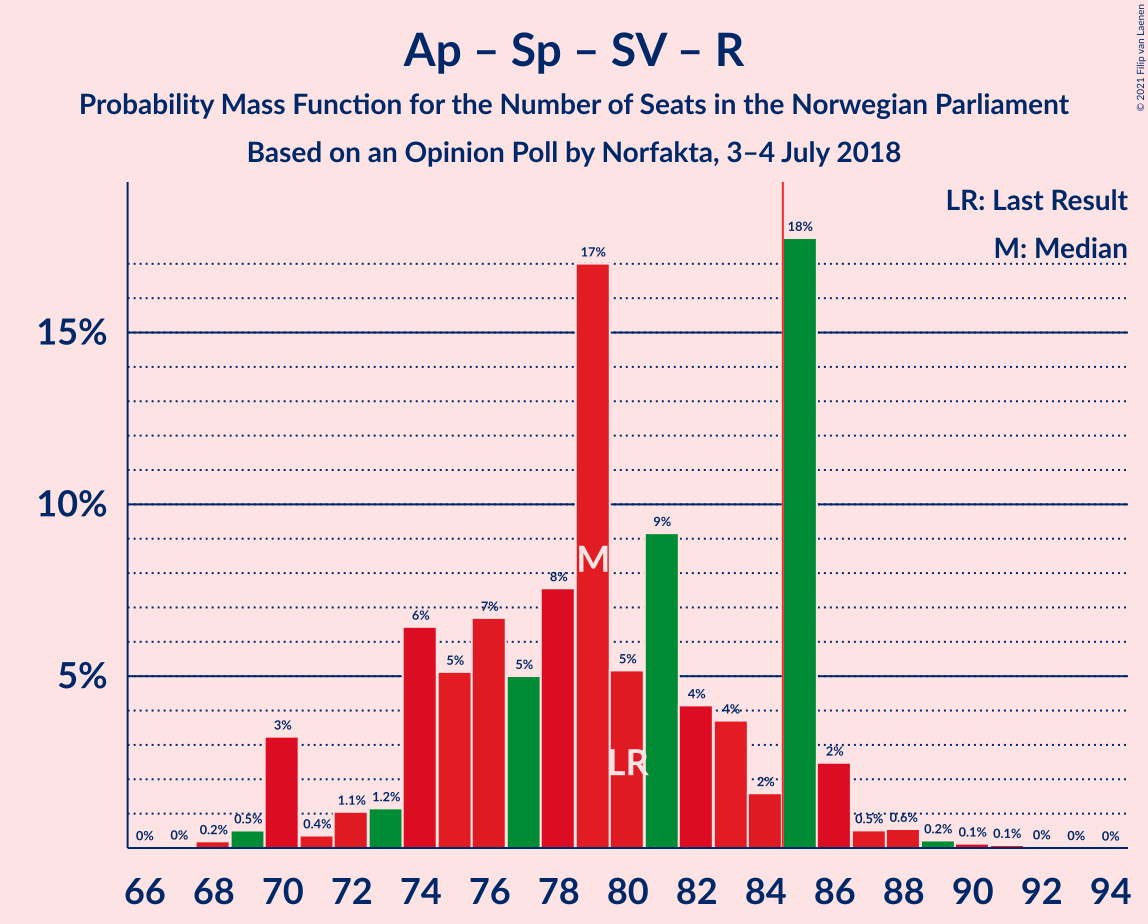 Ap – Sp – SV – R
Probability Mass Function for the Number of Seats in the Norwegian Parliament
Based on an Opinion Poll by Norfakta, 3–4 July 2018
© 2021 Filip van Laenen
LR: Last Result
M: Median
15%
10%
5%
0% 0% 0.2% 0.5% 3% 0.4% 1.1% 1.2% 6% 5% 7% 5% 8% 17% 5% 9% 4% 4% 2% 18% 2% 0.5% 0.6% 0.2% 0.1% 0.1% 0% 0% 0%
M
LR
66 68 70 72 74 76 78 80 82 84 86 88 90 92 94